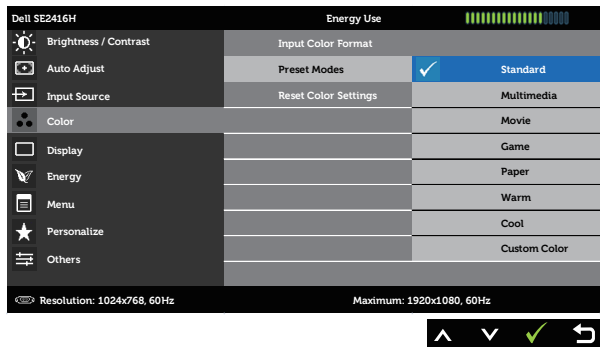 Dell SE2416H Energy Use
Brightness / Contrast
Input Color Format
Auto Adjust
Preset Modes
Standard
Input Source
Reset Color Settings
Multimedia
Color
Movie
Display
Game
Energy
Paper
Menu
Warm
Personalize
Cool
Others
Custom Color
Resolution: 1024x768, 60Hz Maximum: 1920x1080, 60Hz